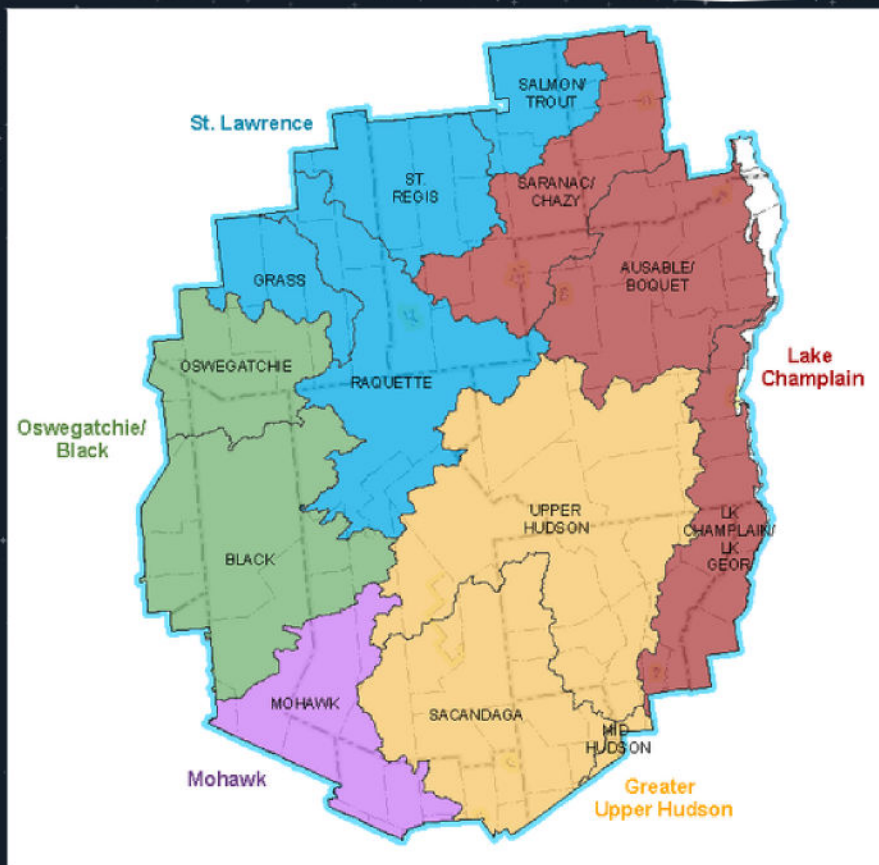 SALMON/
TROUT
St. Lawrence
ST.
REGIS
SARANAC/
CHAZY
GRASS
AUSABLE/
BOQUET
OSWEGATCHIE
RAQUETTE
Lake
Champlain
Oswegatchie/
Black
UPPER
HUDSON
LK
CHAMPLAIN/
LK
GEOR
BLACK
MOHAWK
SACANDAGA
MID
HUDSON
Mohawk
Greater
Upper Hudson